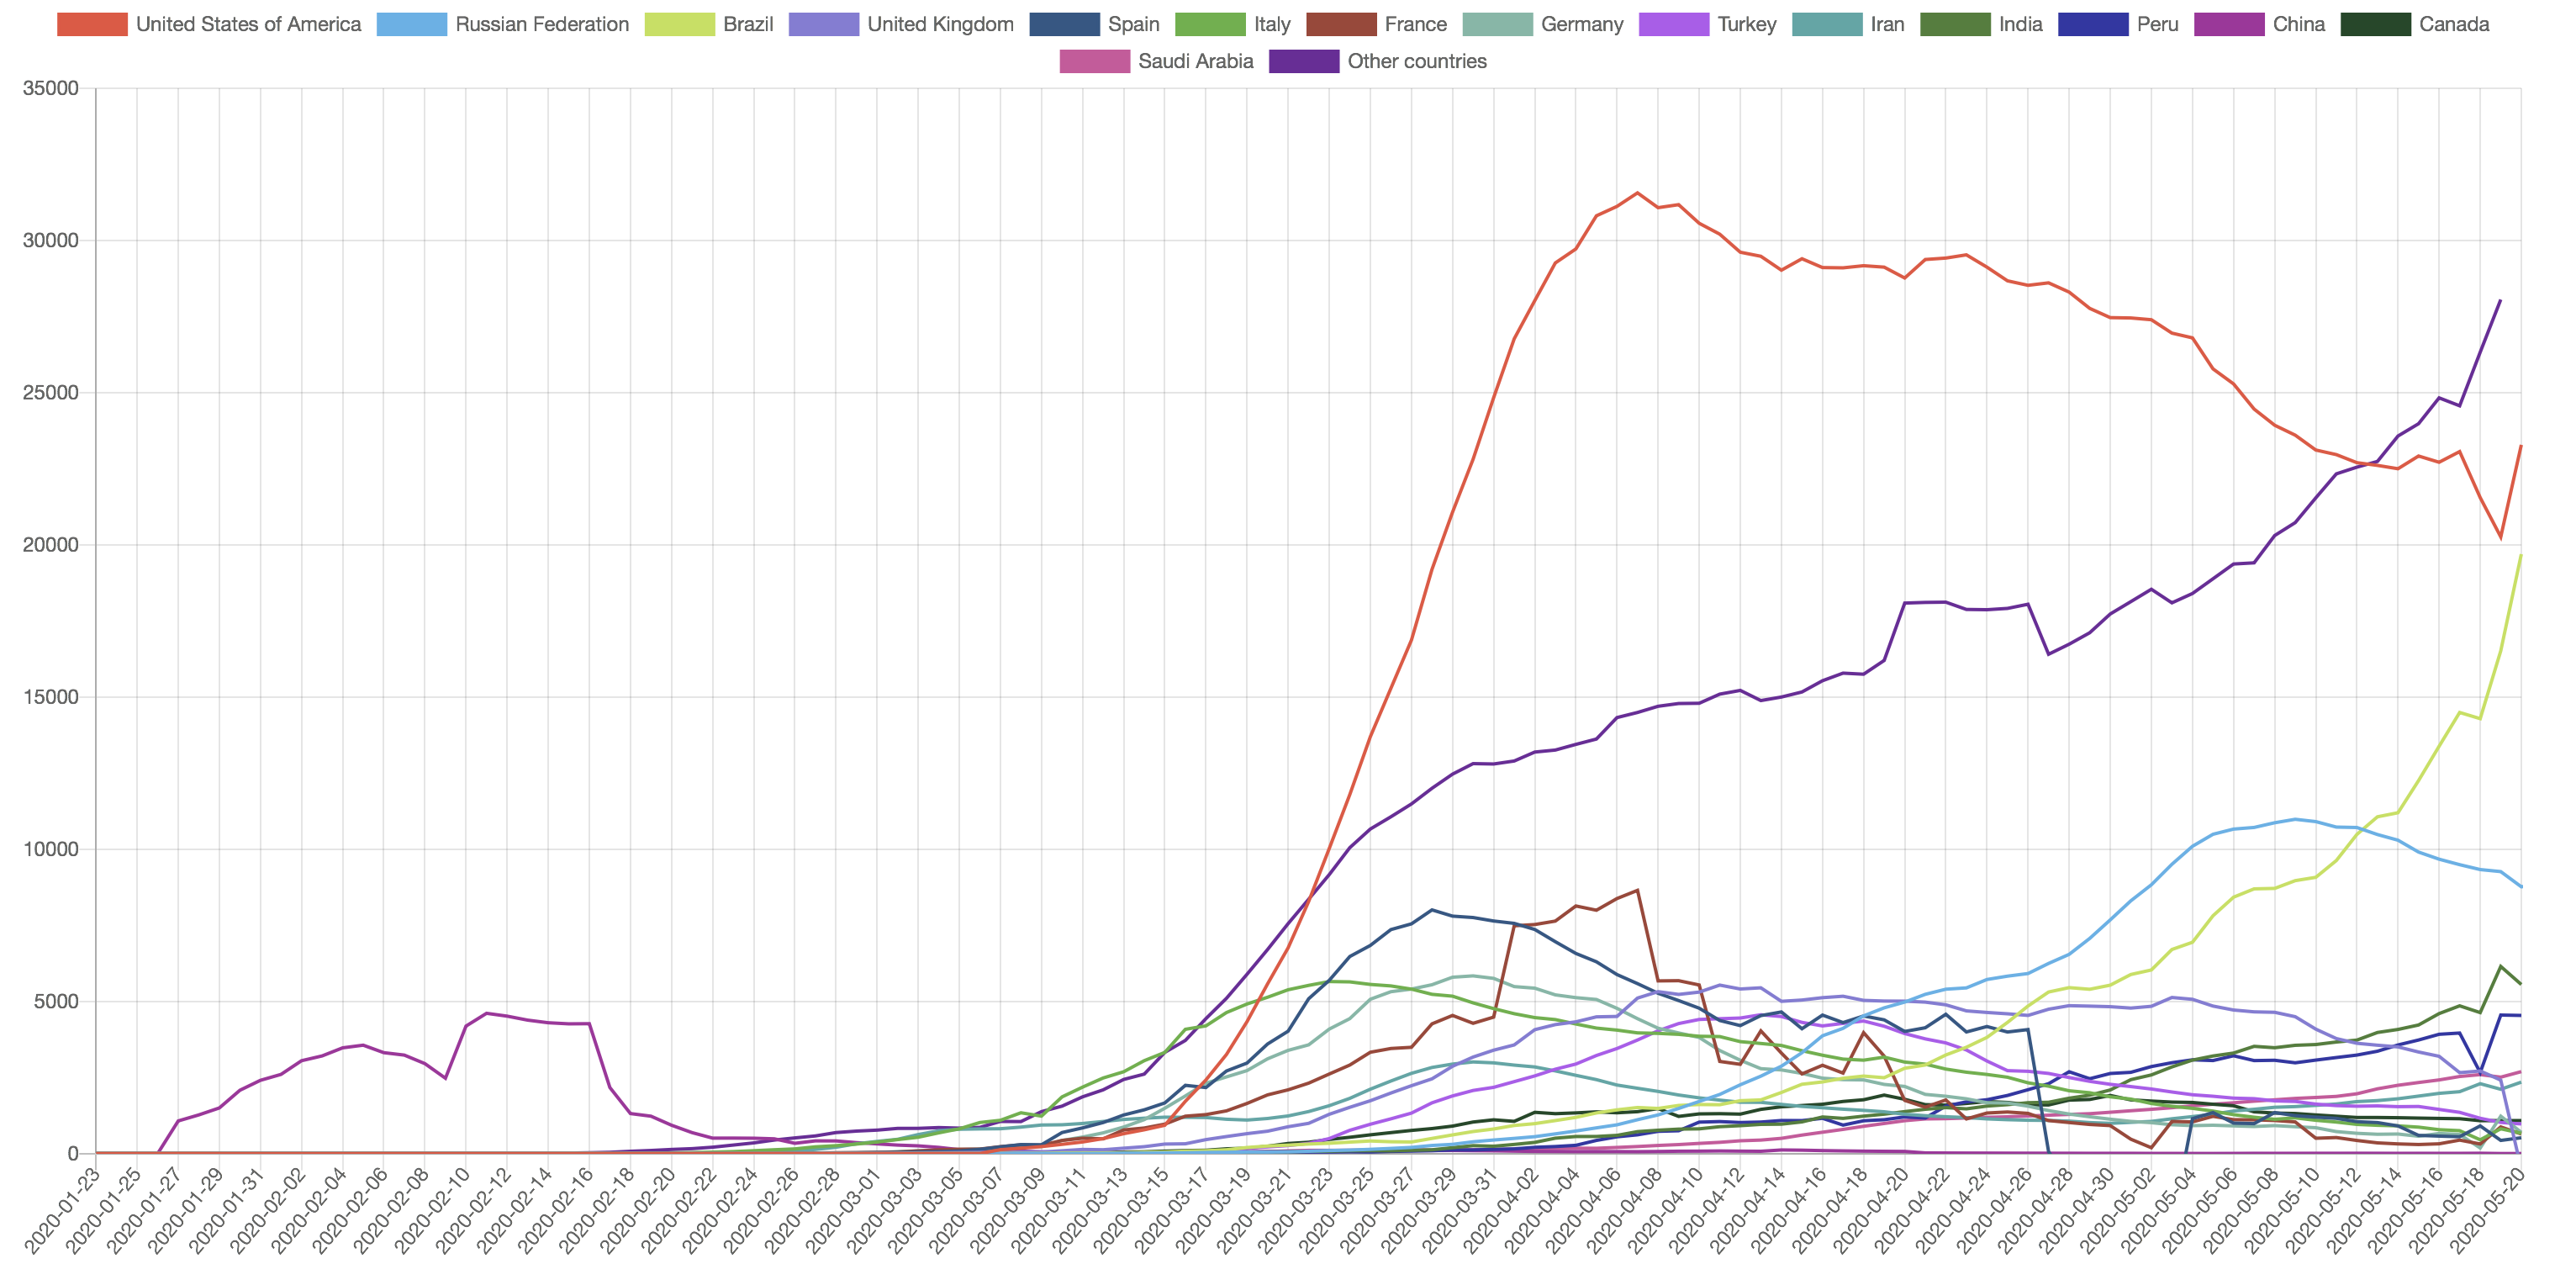 United States of America Russian Federation Brazil United Kingdom Spain Italy France Germany Turkey Iran India Peru China Canada
Saudi Arabia Other countries
35000
30000
25000
20000
15000
10000
5000
0
2020-01-23 2020-01-25 2020-01-27 2020-01-29 2020-01-31 2020-02-02 2020-02-04 2020-02-06 2020-02-08 2020-02-10 2020-02-12 2020-02-14 2020-02-16 2020-02-18 2020-02-20 2020-02-22 2020-02-24 2020-02-26 2020-02-28 2020-03-01 2020-03-03 2020-03-05 2020-03-07 2020-03-09 2020-03-11 2020-03-13 2020-03-15 2020-03-17 2020-03-19 2020-03-21 2020-03-23 2020-03-25 2020-03-27 2020-03-29 2020-03-31 2020-04-02 2020-04-04 2020-04-06 2020-04-08 2020-04-10 2020-04-12 2020-04-14 2020-04-16 2020-04-18 2020-04-20 2020-04-22 2020-04-24 2020-04-26 2020-04-28 2020-04-30 2020-05-02 2020-05-04 2020-05-06 2020-05-08 2020-05-10 2020-05-12 2020-05-14 2020-05-16 2020-05-18 2020-05-20